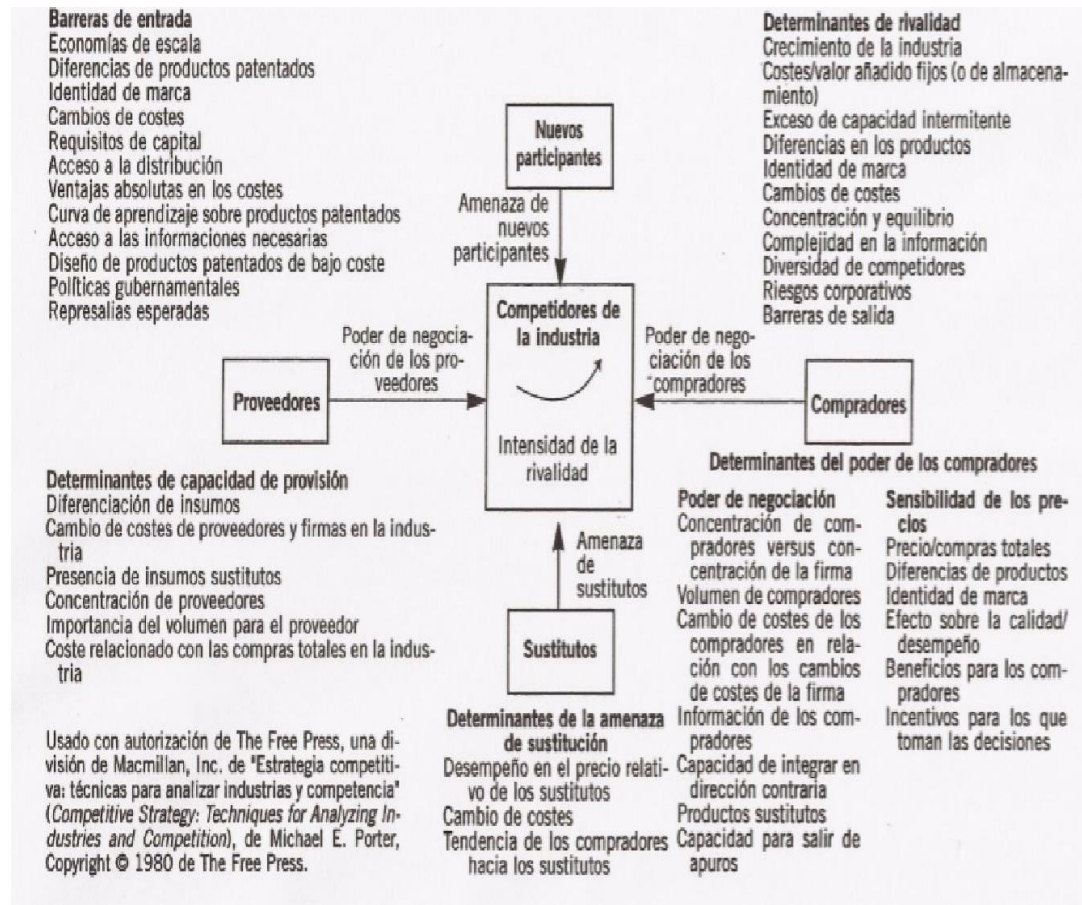 Barreras de entrada
Economías de escala
Diferencias de productos patentados
Identidad de marca
Cambios de costes
Requisitos de capital
Acceso a la distribución
Ventajas absolutas en los costes
Curva de aprendizaje sobre productos patentados
Acceso a las informaciones necesarias
Diseño de productos patentados de bajo coste
Políticas gubernamentales
Represalias esperadas
Determinantes de rivalidad
Crecimiento de la industria
Costes/valor añadido fijos (o de almacena-
miento)
Exceso de capacidad intermitente
Diferencias en los productos
Identidad de marca
Cambios de costes
Concentración y equilibrio
Complejidad en la información
Diversidad de competidores
Riesgos corporativos
Barreras de salida
Nuevos
participantes
Amenaza de
nuevos
participantes
Competidores de
la industria
Intensidad de la
rivalidad
Poder de negocia-
ción de los pro-
veedores
Proveedores
Poder de nego-
ciación de los
compradores
Compradores
Determinantes de capacidad de provisión
Diferenciación de insumos
Cambio de costes de proveedores y firmas en la indus-
tria
Presencia de insumos sustitutos
Concentración de proveedores
Importancia del volumen para el proveedor
Coste relacionado con las compras totales en la indus-
tria
Amenaza
de
sustitutos
Sustitutos
Determinantes de la amenaza
de sustitución
Desempeño en el precio relati-
vo de los sustitutos
Cambio de costes
Tendencia de los compradores
hacia los sustitutos
Determinantes del poder de los compradores
Poder de negociación
Concentración de com-
pradores versus con-
centración de la firma
Volumen de compradores
Cambio de costes de los
compradores en rela-
ción con los cambios
de costes de la firma
Información de los com-
pradores
Capacidad de integrar en
dirección contraria
Productos sustitutos
Capacidad para salir de
apuros
Sensibilidad de los pre-
cios
Precio/compras totales
Diferencias de productos
Identidad de marca
Efecto sobre la calidad/
desempeño
Beneficios para los com-
pradores
Incentivos para los que
toman las decisiones
Usado con autorización de The Free Press, una di-
visión de Macmillan, Inc. de "Estrategia competiti-
va: técnicas para analizar industrias y competencia"
(Competitive Strategy: Techniques for Analyzing In-
dustries and Competition), de Michael E. Porter,
Copyright © 1980 de The Free Press.